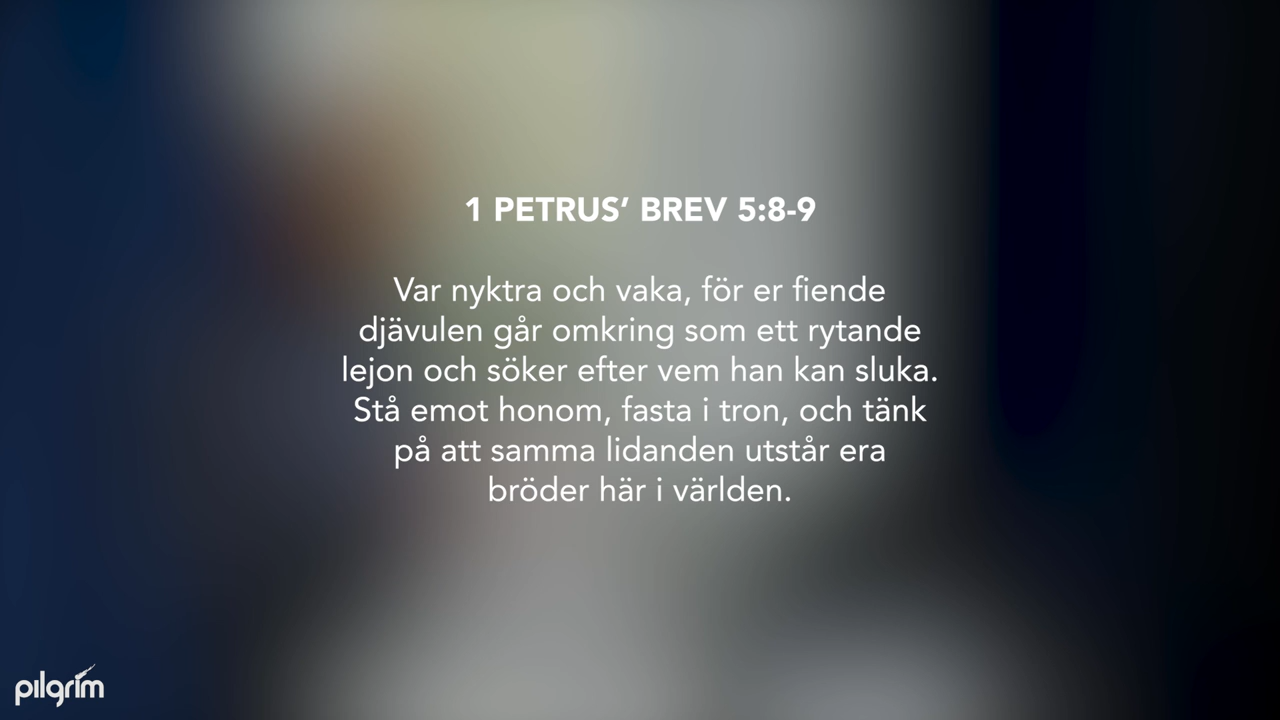 1 PETRUS’ BREV 5:8-9
Var nyktra och vaka, för er fiende
djävulen går omkring som ett rytande
lejon och söker efter vem han kan sluka.
Stå emot honom, fasta i tron, och tänk
på att samma lidanden utstår era
bröder här i världen.
pilgrim